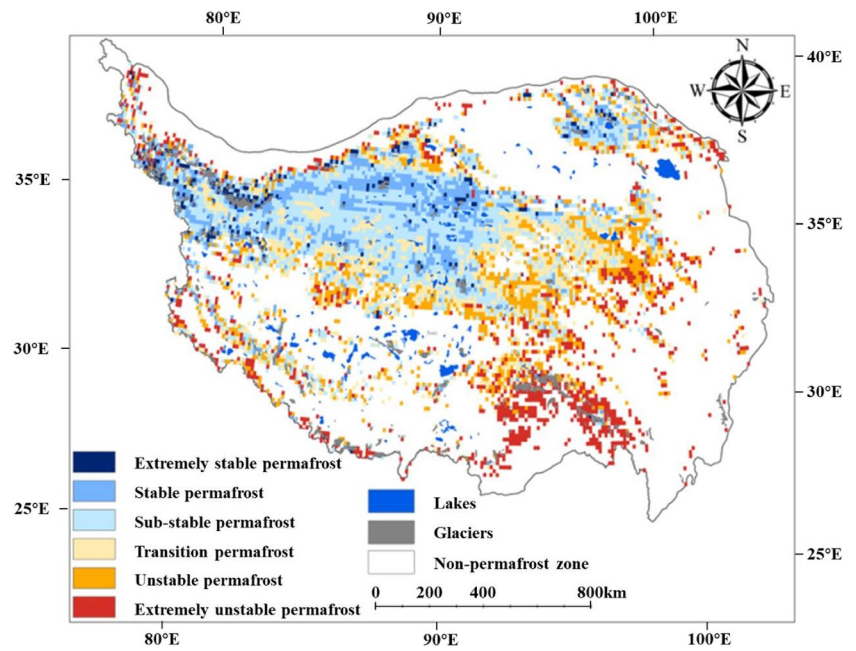 80°E 90°E 100°E
40°E
N
W E
S
35°E
35°E
30°E
30°E
25°E
25°E
Extremely stable permafrost
Stable permafrost
Sub-stable permafrost
Transition permafrost
Unstable permafrost
Extremely unstable permafrost
Lakes
Glaciers
Non-permafrost zone
0 200 400 800km
80°E 90°E 100°E